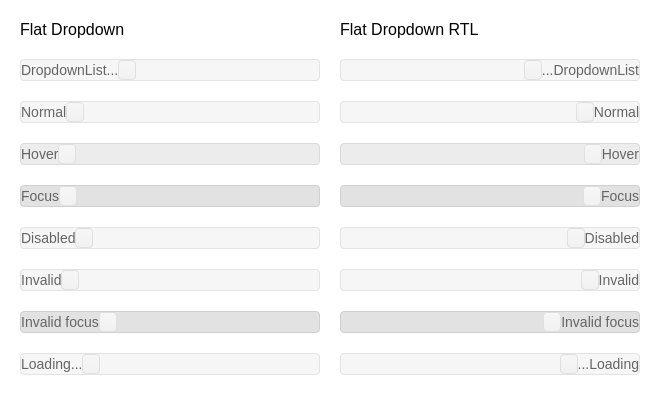 Flat Dropdown
DropdownList...
Normal
Hover
Focus
Disabled
Invalid
Invalid focus
Loading...
Flat Dropdown RTL
...DropdownList
Normal
Hover
Focus
Disabled
Invalid
Invalid focus
...Loading